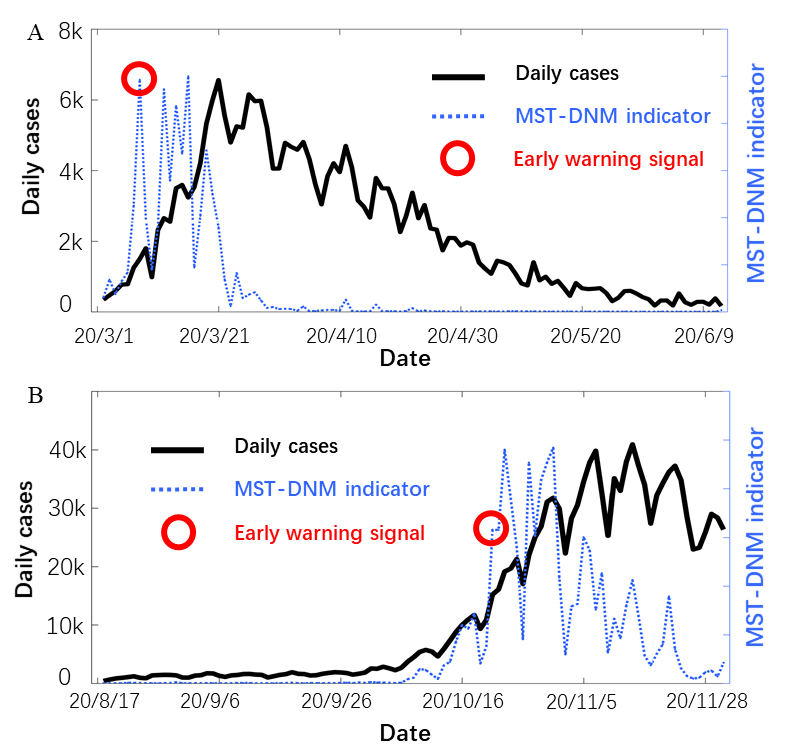 A
8k
6k
4k
2k
0
Daily cases
Daily cases
MST-DNM indicator
Early warning signal
MST-DNM indicator
20/3/1 20/3/21 20/4/10 20/4/30 20/5/20 20/6/9
Date
B
40k
30k
20k
10k
0
Daily cases
Daily cases
MST-DNM indicator
Early warning signal
MST-DNM indicator
20/8/17 20/9/6 20/9/26 20/10/16 20/11/5 20/11/28
Date